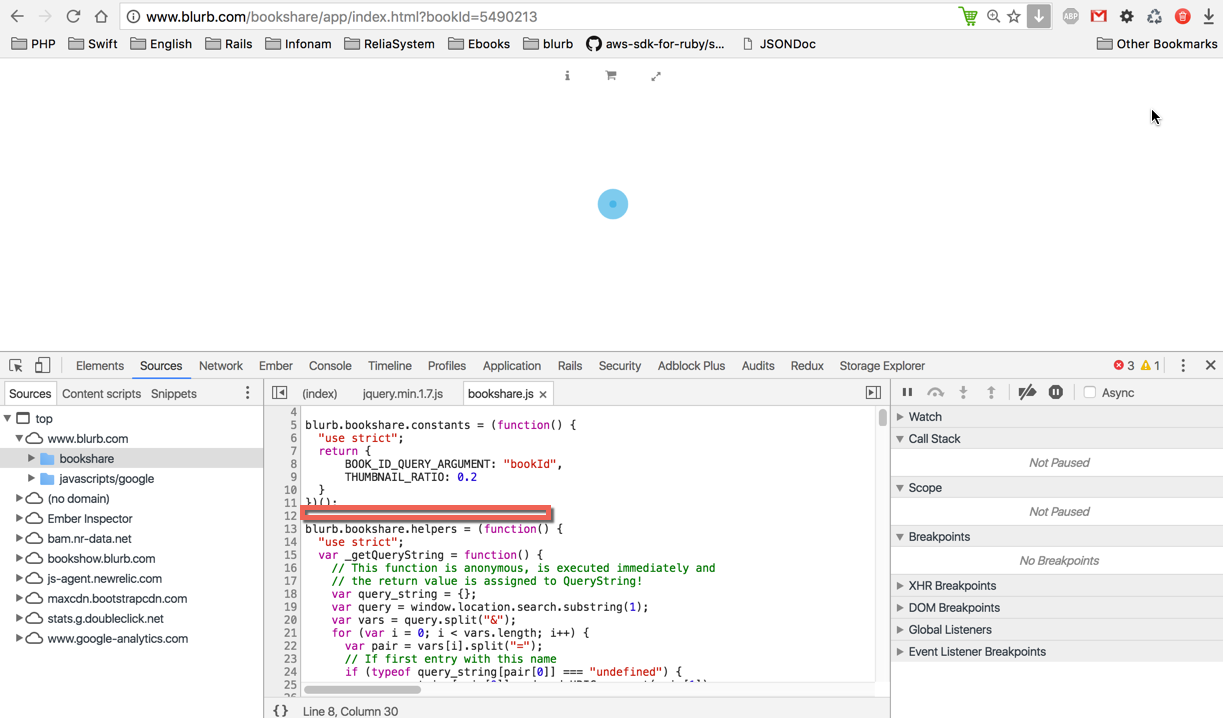 www.blurb.com/bookshare/app/index.html?bookId=5490213
ABP
PHP Swift English Rails Infonam ReliaSystem Ebooks blurb aws-sdk-for-ruby/s... JSONDoc Other Bookmarks
Elements Sources Network Ember Console Timeline Profiles Application Rails Security Adblock Plus Audits Redux Storage Explorer 3 1
Sources Content scripts Snippets
(index) jquery.min.1.7.js bookshare.js
Async
top
www.blurb.com
bookshare
javascripts/google
(no domain)
Ember Inspector
bam.nr-data.net
bookshow.blurb.com
js-agent.newrelic.com
maxcdn.bootstrapcdn.com
stats.g.doubleclick.net
www.google-analytics.com
4
5 blurb.bookshare.constants = (function() {
6 "use strict";
7 return {
8 BOOK_ID_QUERY_ARGUMENT: "bookId",
9 THUMBNAIL_RATIO: 0.2
10 }
11 })();
12
13 blurb.bookshare.helpers = (function() {
14 "use strict";
15 var _getQueryString = function() {
16 // This function is anonymous, is executed immediately and
17 // the return value is assigned to QueryString!
18 var query_string = {};
19 var query = window.location.search.substring(1);
20 var vars = query.split("&");
21 for (var i = 0; i < vars.length; i++) {
22 var pair = vars[i].split("=");
23 // If first entry with this name
24 if (typeof query_string[pair[0]] === "undefined") {
25
{} Line 8, Column 30
Watch
Call Stack
Not Paused
Scope
Not Paused
Breakpoints
No Breakpoints
XHR Breakpoints
DOM Breakpoints
Global Listeners
Event Listener Breakpoints